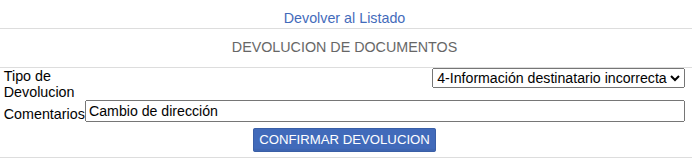 Devolver al Listado
DEVOLUCION DE DOCUMENTOS
Tipo de
Devolucion
4-Información destinatario incorrecta
Comentarios
Cambio de dirección
CONFIRMAR DEVOLUCION